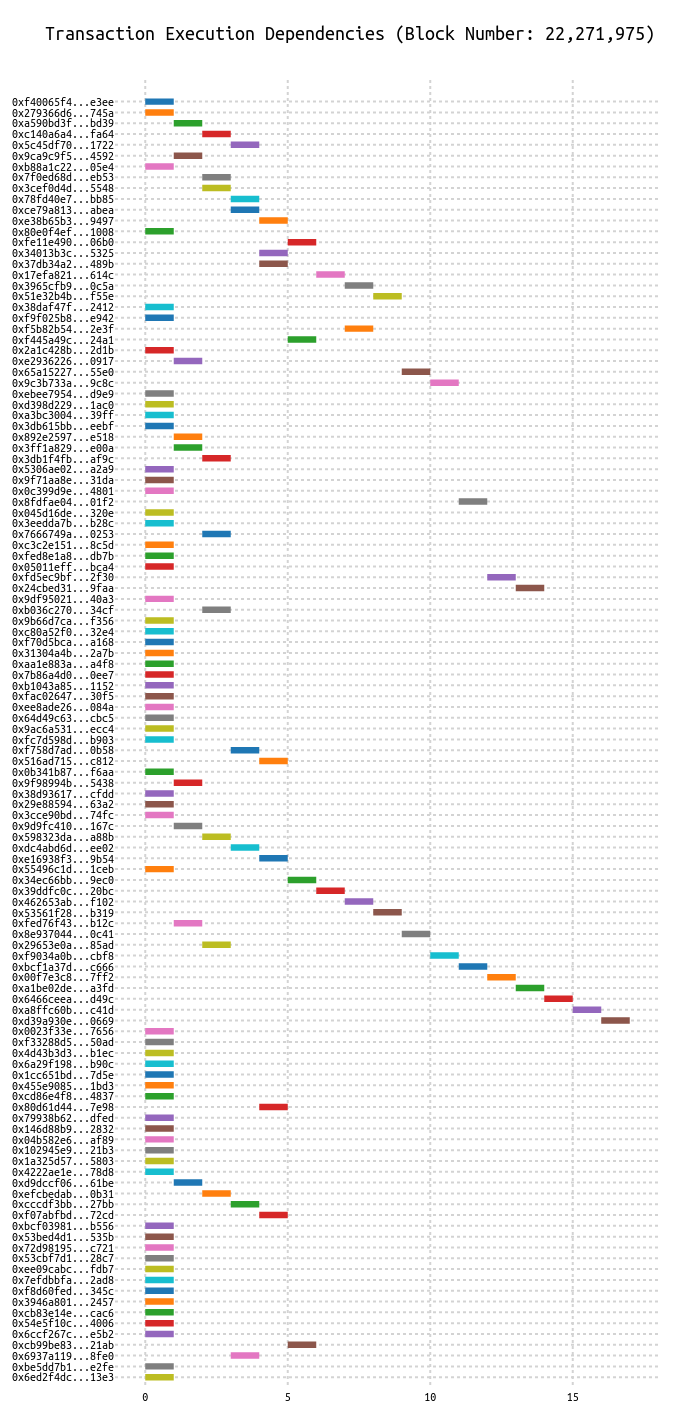 Transaction Execution Dependencies (Block Number: 22,271,975)
0xf40065f4...e3ee
0x279366d6...745a
0xa590bd3f...bd39
0xc140a6a4...fa64
0x5c45df70...1722
0x9ca9c9f5...4592
0xb88a1c22...05e4
0x7f0ed68d...eb53
0x3cef0d4d...5548
0x78fd40e7...bb85
0xce79a813...abea
0xe38b65b3...9497
0x80e0f4ef...1008
0xfe11e490...06b0
0x34013b3c...5325
0x37db34a2...489b
0x17efa821...614c
0x3965cfb9...0c5a
0x51e32b4b...f55e
0x38daf47f...2412
0xf9f025b8...e942
0xf5b82b54...2e3f
0xf445a49c...24a1
0x2a1c428b...2d1b
0xe2936226...0917
0x65a15227...55e0
0x9c3b733a...9c8c
0xebee7954...d9e9
0xd398d229...1ac0
0xa3bc3004...39ff
0x3db615bb...eebf
0x892e2597...e518
0x3ff1a829...e00a
0x3db1f4fb...af9c
0x5306ae02...a2a9
0x9f71aa8e...31da
0x0c399d9e...4801
0x8fdfae04...01f2
0x045d16de...320e
0x3eedda7b...b28c
0x7666749a...0253
0xc3c2e151...8c5d
0xfed8e1a8...db7b
0x05011eff...bca4
0xfd5ec9bf...2f30
0x24cbed31...9faa
0x9df95021...40a3
0xb036c270...34cf
0x9b66d7ca...f356
0xc80a52f0...32e4
0xf70d5bca...a168
0x31304a4b...2a7b
0xaa1e883a...a4f8
0x7b86a4d0...0ee7
0xb1043a85...1152
0xfac02647...30f5
0xee8ade26...084a
0x64d49c63...cbc5
0x9ac6a531...ecc4
0xfc7d598d...b903
0xf758d7ad...0b58
0x516ad715...c812
0x0b341b87...f6aa
0x9f98994b...5438
0x38d93617...cfdd
0x29e88594...63a2
0x3cce90bd...74fc
0x9d9fc410...167c
0x598323da...a88b
0xdc4abd6d...ee02
0xe16938f3...9b54
0x55496c1d...1ceb
0x34ec66bb...9ec0
0x39ddfc0c...20bc
0x462653ab...f102
0x53561f28...b319
0xfed76f43...b12c
0x8e937044...0c41
0x29653e0a...85ad
0xf9034a0b...cbf8
0xbcf1a37d...c666
0x00f7e3c8...7ff2
0xa1be02de...a3fd
0x6466ceea...d49c
0xa8ffc60b...c41d
0xd39a930e...0669
0x0023f33e...7656
0xf33288d5...50ad
0x4d43b3d3...b1ec
0x6a29f198...b90c
0x1cc651bd...7d5e
0x455e9085...1bd3
0xcd86e4f8...4837
0x80d61d44...7e98
0x79938b62...dfed
0x146d88b9...2832
0x04b582e6...af89
0x102945e9...21b3
0x1a325d57...5803
0x4222ae1e...78d8
0xd9dccf06...61be
0xefcbedab...0b31
0xcccdf3bb...27bb
0xf07abfbd...72cd
0xbcf03981...b556
0x53bed4d1...535b
0x72d98195...c721
0x53cbf7d1...28c7
0xee09cabc...fdb7
0x7efdbbfa...2ad8
0xf8d60fed...345c
0x3946a801...2457
0xcb83e14e...cac6
0x54e5f10c...4006
0x6ccf267c...e5b2
0xcb99be83...21ab
0x6937a119...8fe0
0xbe5dd7b1...e2fe
0x6ed2f4dc...13e3
0 5 10 15